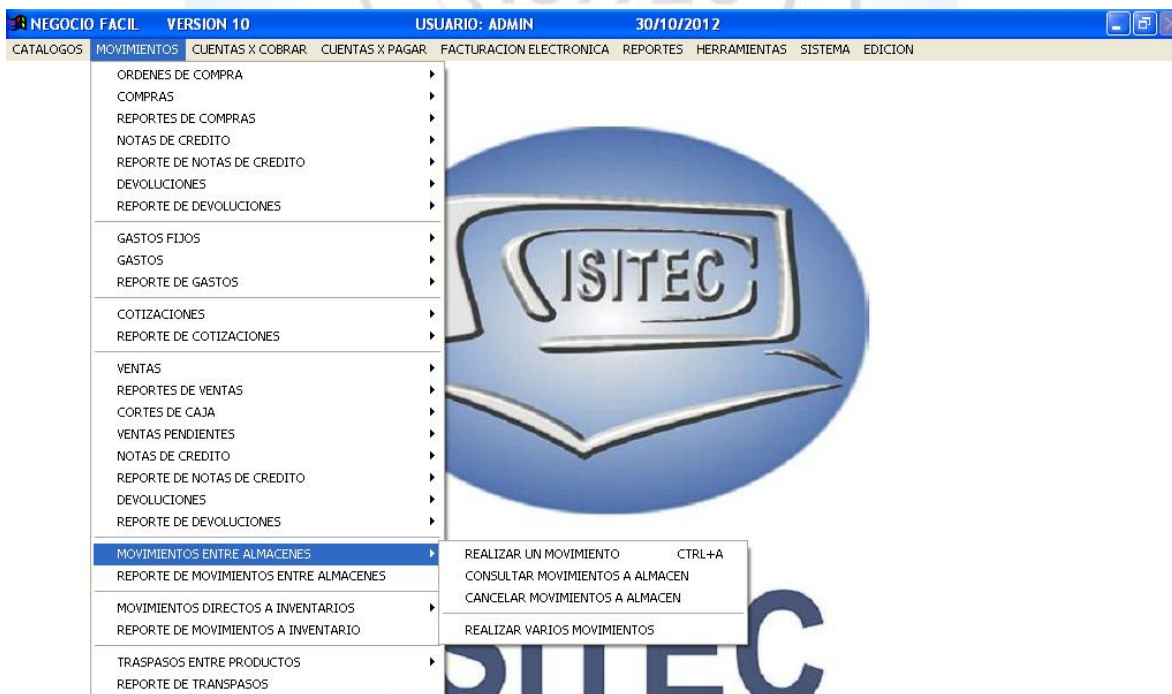 ISITEC
NEGOCIO FACIL VERSION 10 USUARIO: ADMIN 30/10/2012
CATALOGOS MOVIMIENTOS CUENTAS X COBRAR CUENTAS X PAGAR FACTURACION ELECTRONICA REPORTES HERRAMIENTAS SISTEMA EDICION
ORDENES DE COMPRA
COMPRAS
REPORTES DE COMPRAS
NOTAS DE CREDITO
REPORTE DE NOTAS DE CREDITO
DEVOLUCIONES
REPORTE DE DEVOLUCIONES
GASTOS FIJOS
GASTOS
REPORTE DE GASTOS
COTIZACIONES
REPORTE DE COTIZACIONES
VENTAS
REPORTES DE VENTAS
CORTES DE CAJA
VENTAS PENDIENTES
NOTAS DE CREDITO
REPORTE DE NOTAS DE CREDITO
DEVOLUCIONES
REPORTE DE DEVOLUCIONES
MOVIMIENTOS ENTRE ALMACENES
REPORTE DE MOVIMIENTOS ENTRE ALMACENES
MOVIMIENTOS DIRECTOS A INVENTARIOS
REPORTE DE MOVIMIENTOS A INVENTARIO
TRASPASOS ENTRE PRODUCTOS
REPORTE DE TRANSPASOS
REALIZAR UN MOVIMIENTO CTRL+A
CONSULTAR MOVIMIENTOS A ALMACEN
CANCELAR MOVIMIENTOS A ALMACEN
REALIZAR VARIOS MOVIMIENTOS
ISITEC
SITEC